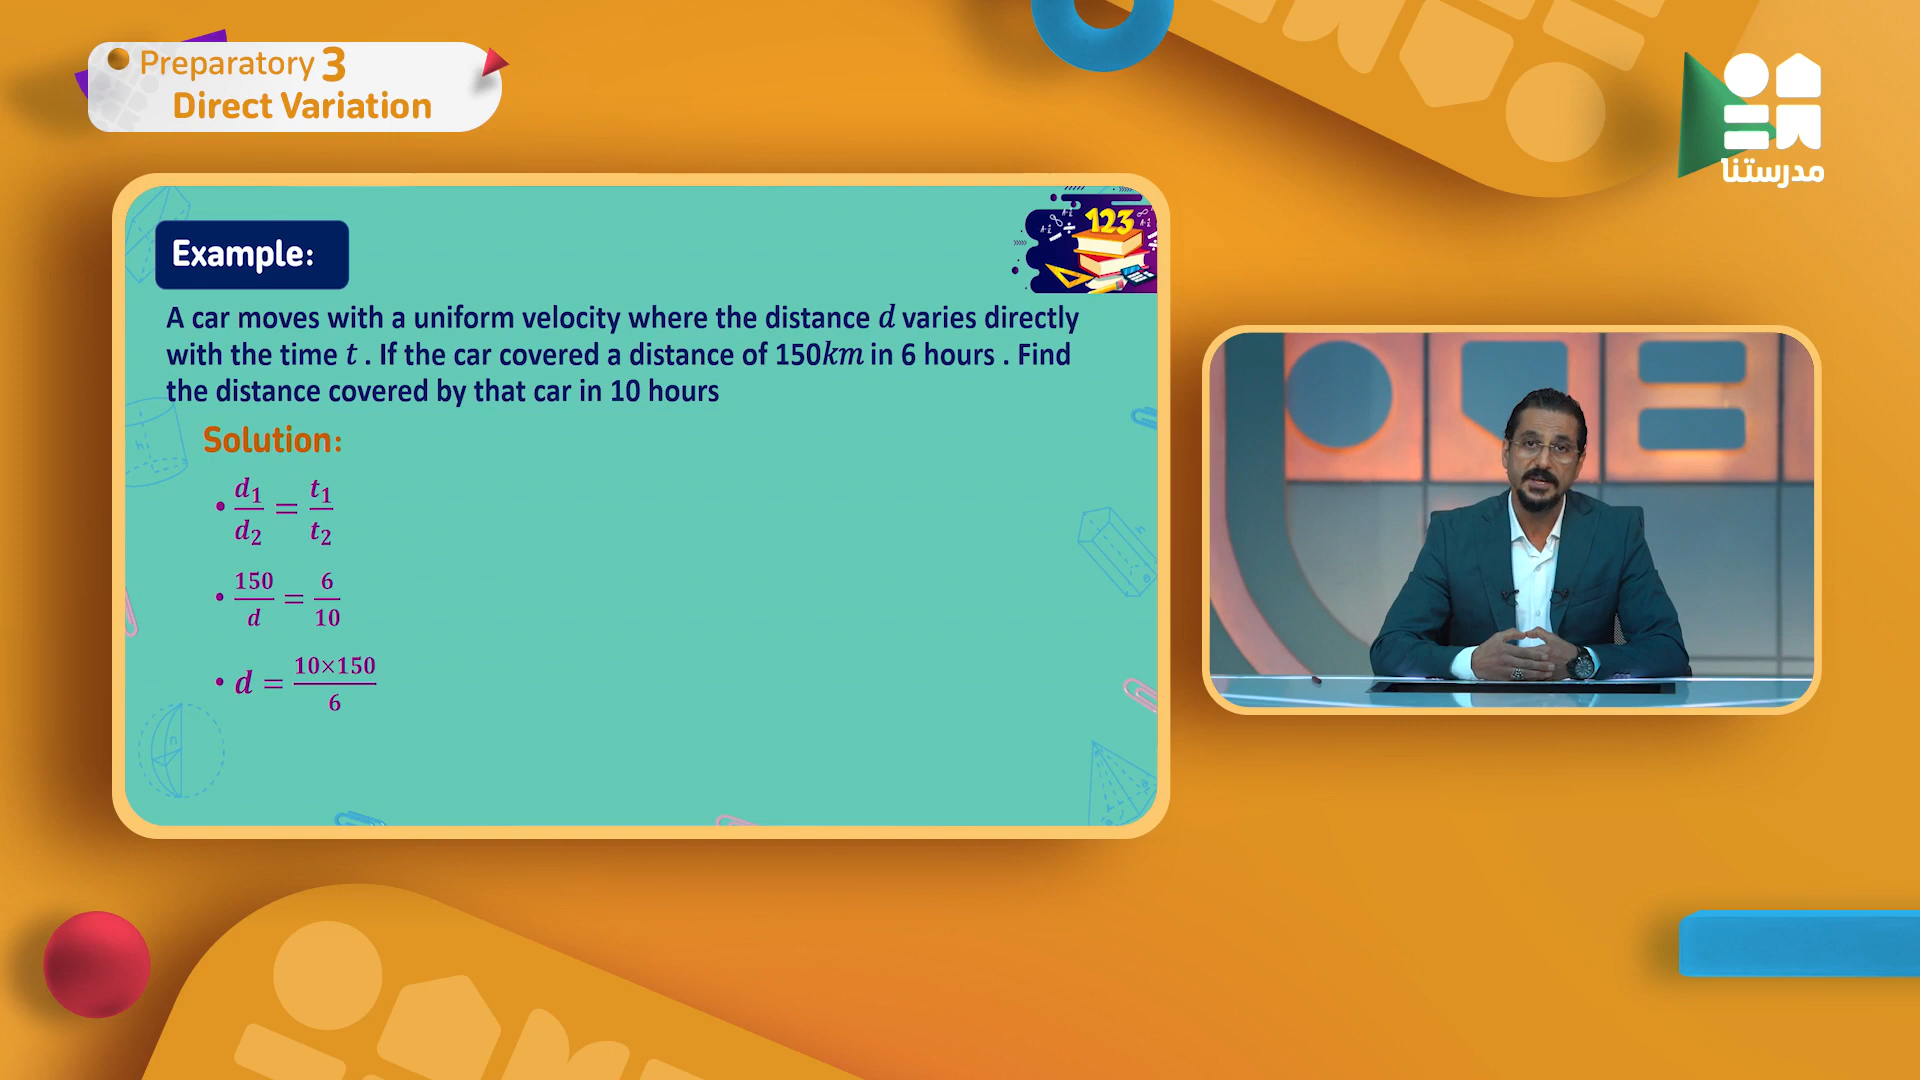 Preparatory 3
Direct Variation
مدرستنا
123
Example:
A car moves with a uniform velocity where the distance d varies directly
with the time t . If the car covered a distance of 150km in 6 hours . Find
the distance covered by that car in 10 hours
Solution:
• d₁/d₂ = t₁/t₂
• 150/d = 6/10
• d = 10×150/6